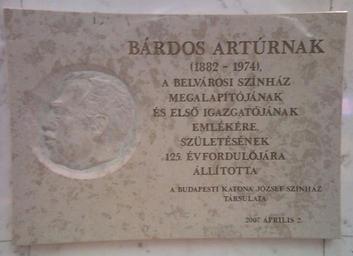 BÁRDOS ARTÚRNAK
(1882 - 1974),
A BELVÁROSI SZÍNHÁZ
MEGALAPÍTÓJÁNAK
ÉS ELSŐ IGAZGATÓJÁNAK
EMLÉKÉRE,
SZÜLETÉSÉNEK
125. ÉVFORDULÓJÁRA
ÁLLÍTOTTA
A BUDAPESTI KATONA JÓZSEF SZÍNHÁZ
TÁRSULATA
2007 ÁPRILIS 2.